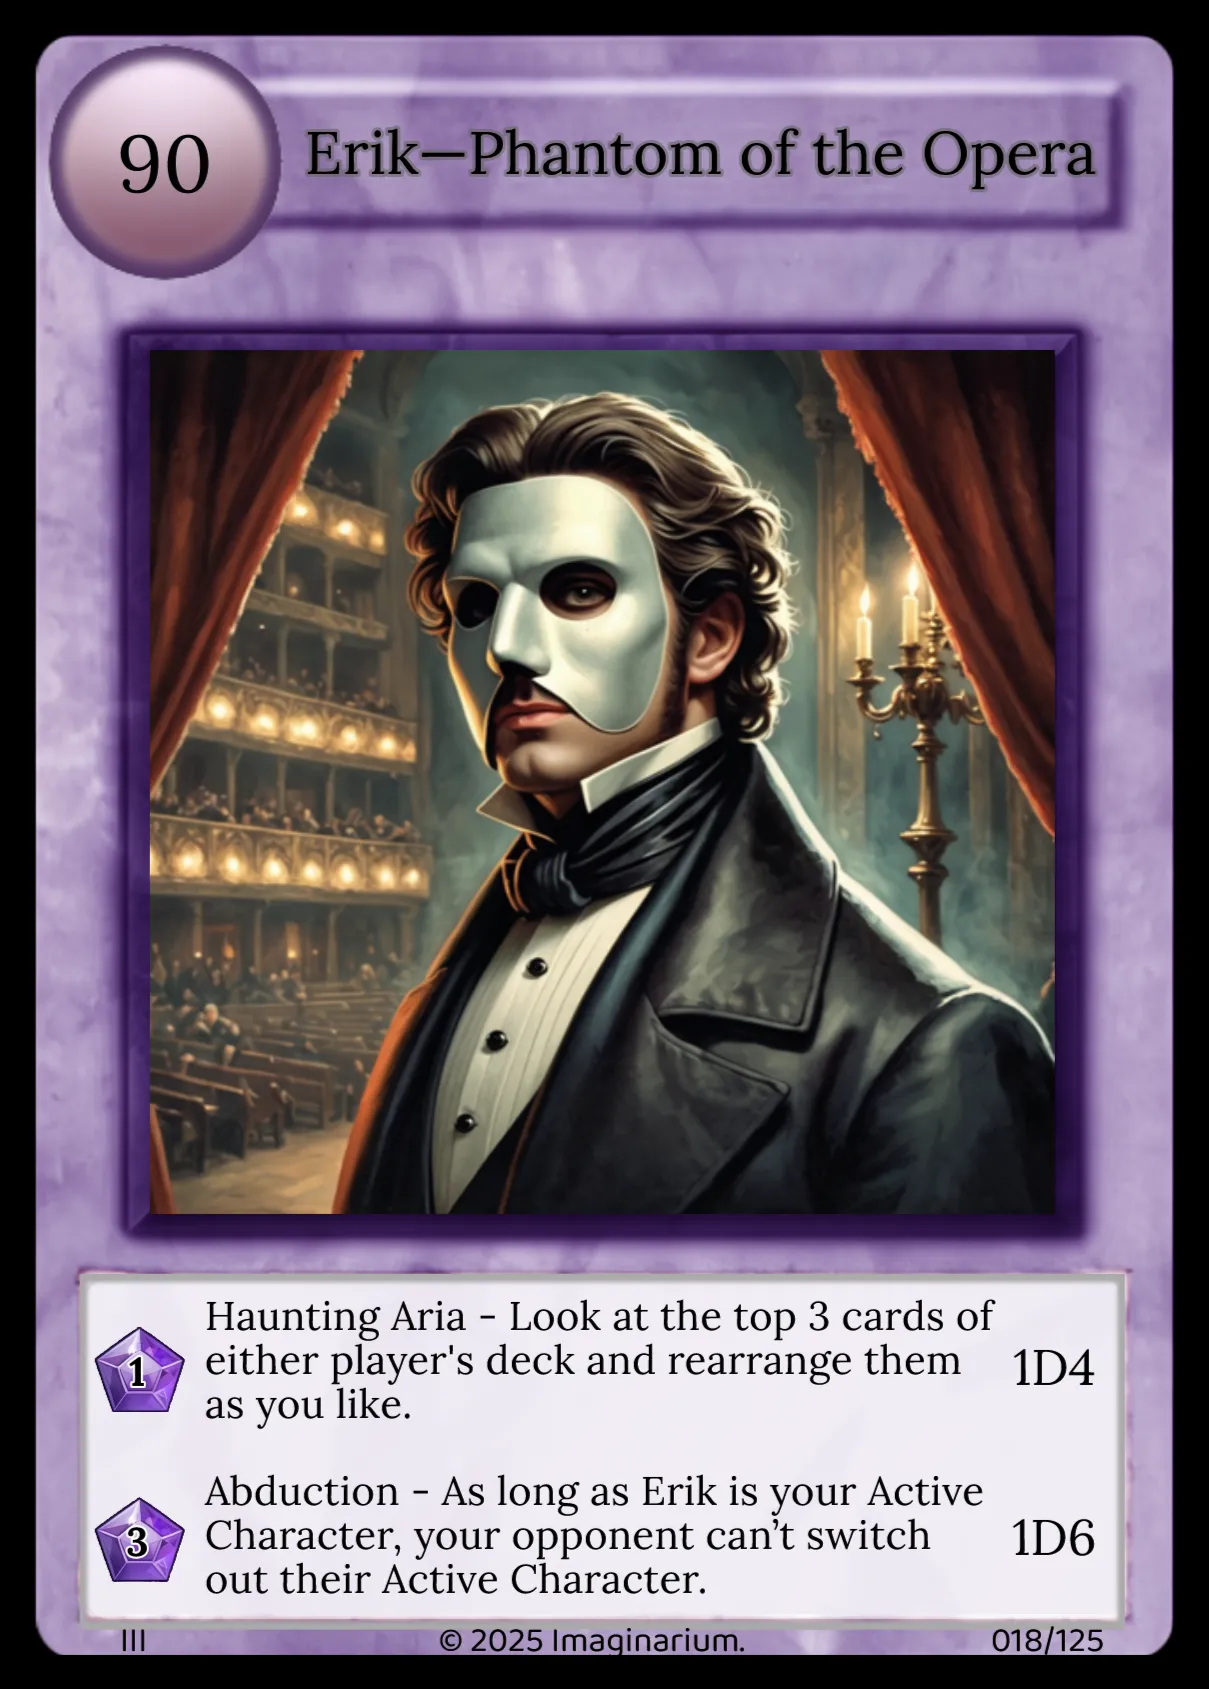 90
Erik—Phantom of the Opera
Haunting Aria - Look at the top 3 cards of
either player's deck and rearrange them
as you like.
1
1D4
Abduction - As long as Erik is your Active
Character, your opponent can’t switch
out their Active Character.
3
1D6
III
© 2025 Imaginarium.
018/125